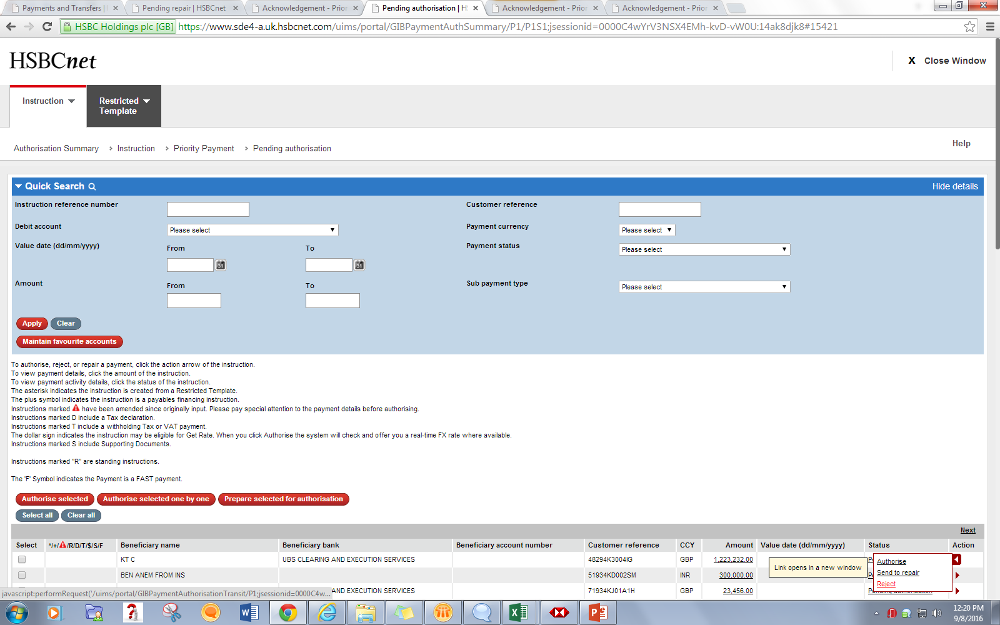 Payments and Transfers |
Pending repair | HSBCnet
Acknowledgement - Prior
Pending authorisation | H
Acknowledgement - Prior
Acknowledgement - Prior
HSBC Holdings plc [GB]
https://www.sde4-a.uk.hsbcnet.com/uims/portal/GIBPaymentAuthSummary/P1/P1S1;jsessionid=0000C4wYrV3NSX4EMh-kvD-vW0U:14ak8djk8#15421
HSBCnet
X Close Window
Instruction
Restricted
Template
Authorisation Summary > Instruction > Priority Payment > Pending authorisation
Help
Quick Search
Hide details
Instruction reference number
Customer reference
Debit account
Please select
Payment currency
Please select
Value date (dd/mm/yyyy)
From
To
Payment status
Please select
31
31
Amount
From
To
Sub payment type
Please select
Apply
Clear
Maintain favourite accounts
To authorise, reject, or repair a payment, click the action arrow of the instruction.
To view payment details, click the amount of the instruction.
To view payment activity details, click the status of the instruction.
The asterisk indicates the instruction is created from a Restricted Template.
The plus symbol indicates the instruction is a payables financing instruction.
Instructions marked have been amended since originally input. Please pay special attention to the payment details before authorising.
Instructions marked D include a Tax declaration.
Instructions marked T include a withholding Tax or VAT payment.
The dollar sign indicates the instruction may be eligible for Get Rate. When you click Authorise the system will check and offer you a real-time FX rate where available.
Instructions marked S include Supporting Documents.
Instructions marked "R" are standing instructions.
The 'F' Symbol indicates the Payment is a FAST payment.
Authorise selected
Authorise selected one by one
Prepare selected for authorisation
Select all
Clear all
Next
Select */+/ /R/D/T/$/S/F Beneficiary name Beneficiary bank Beneficiary account number Customer reference CCY Amount Value date (dd/mm/yyyy) Status Action
KT C UBS CLEARING AND EXECUTION SERVICES 48294K3004IG GBP 1,223,232.00
BEN ANEM FROM INS 51934KD002SM INR 300,000.00
AND EXECUTION SERVICES 71934KJ01A1H GBP 23,456.00 Pending authorisation
Link opens in a new window
Authorise
Send to repair
Reject
javascript:performRequest('/uims/portal/GIBPaymentAuthorisationTransit/P1;jsessionid=0000C4w...
12:20 PM
9/8/2016